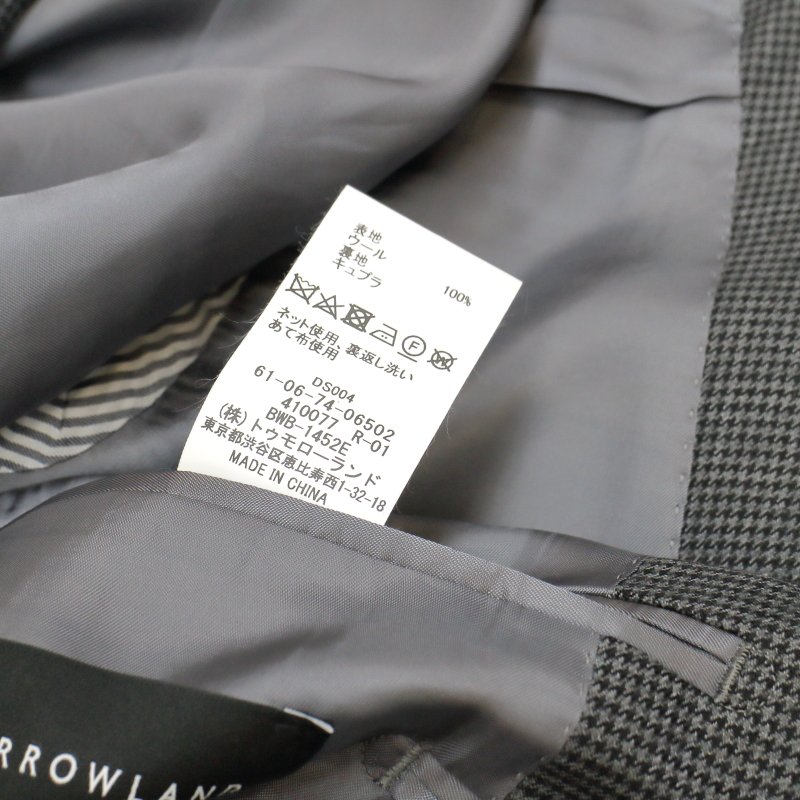 表地
ウール
裏地
キュプラ 100%
F
ネット使用、裏返し洗い
あて布使用
DS004
61-06-74-06502
410077 R-01
BWB-1452E
(株)トゥモローランド
東京都渋谷区恵比寿西1-32-18
MADE IN CHINA
RROWLAND